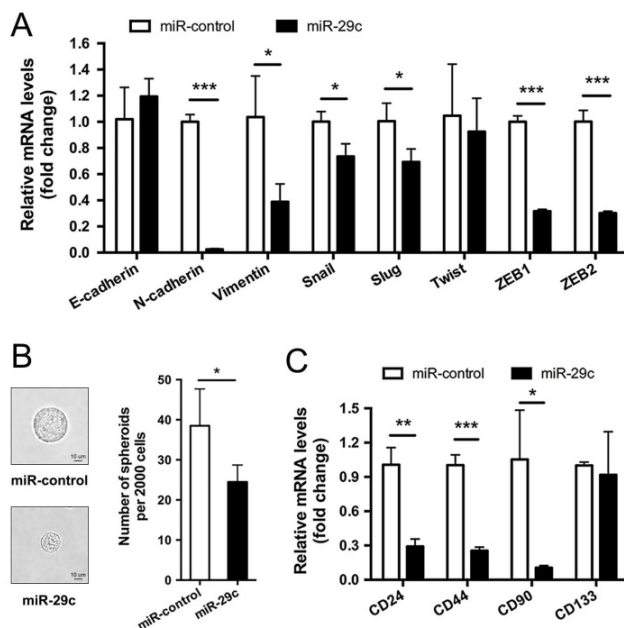 A
miR-control miR-29c
Relative mRNA levels
(fold change)
1.6
1.4
1.2
1.0
0.8
0.6
0.4
0.2
0.0
*** * * * *** ***
E-cadherin N-cadherin Vimentin Snail Slug Twist ZEB1 ZEB2
B
10 um
miR-control
10 um
miR-29c
Number of spheroids
per 2000 cells
50
40
30
20
10
0
*
miR-control miR-29c
C
miR-control miR-29c
Relative mRNA levels
(fold change)
1.5
1.2
0.9
0.6
0.3
0.0
** *** *
CD24 CD44 CD90 CD133